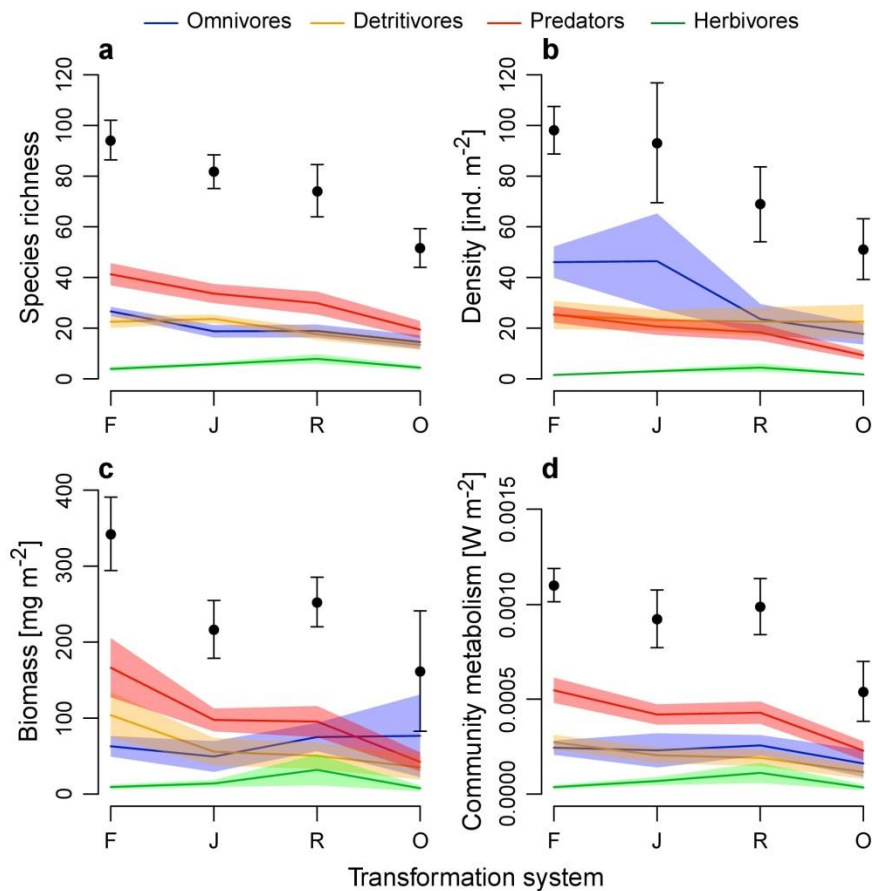 Omnivores Detritivores Predators Herbivores
a
Species richness
120
100
80
60
40
20
0
F J R O
b
Density [ind. m⁻²]
120
100
80
60
40
20
0
F J R O
c
Biomass [mg m⁻²]
400
300
200
100
0
F J R O
d
Community metabolism [W m⁻²]
0.0015
0.0010
0.0005
0.0000
F J R O
Transformation system